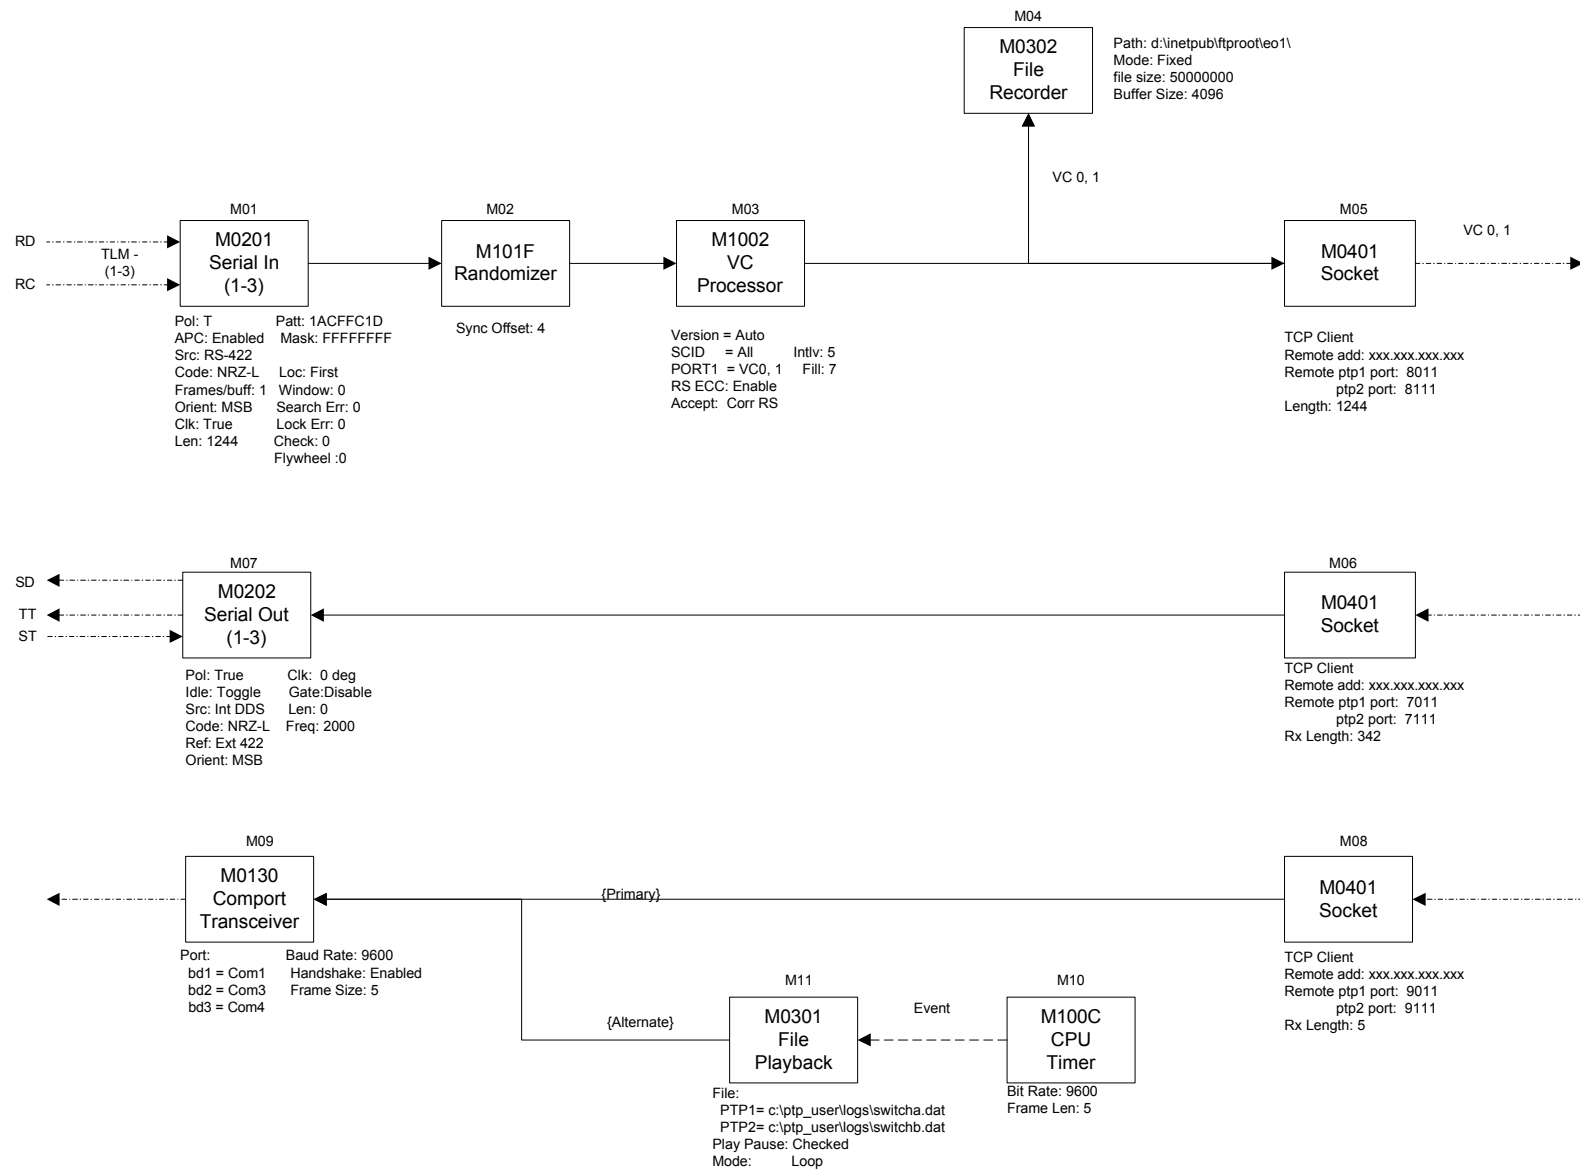 M04
M0302
File
Recorder
Path: d:\inetpub\ftproot\eo1\
Mode: Fixed
file size: 50000000
Buffer Size: 4096
VC 0, 1
RD
RC
TLM -
(1-3)
M01
M0201
Serial In
(1-3)
Pol: T Patt: 1ACFFC1D
APC: Enabled Mask: FFFFFFFF
Src: RS-422
Code: NRZ-L Loc: First
Frames/buff: 1 Window: 0
Orient: MSB Search Err: 0
Clk: True Lock Err: 0
Len: 1244 Check: 0
Flywheel :0
M02
M101F
Randomizer
Sync Offset: 4
M03
M1002
VC
Processor
Version = Auto
SCID = All Intlv: 5
PORT1 = VC0, 1 Fill: 7
RS ECC: Enable
Accept: Corr RS
M05
M0401
Socket
VC 0, 1
TCP Client
Remote add: xxx.xxx.xxx.xxx
Remote ptp1 port: 8011
ptp2 port: 8111
Length: 1244
SD
TT
ST
M07
M0202
Serial Out
(1-3)
Pol: True Clk: 0 deg
Idle: Toggle Gate:Disable
Src: Int DDS Len: 0
Code: NRZ-L Freq: 2000
Ref: Ext 422
Orient: MSB
M06
M0401
Socket
TCP Client
Remote add: xxx.xxx.xxx.xxx
Remote ptp1 port: 7011
ptp2 port: 7111
Rx Length: 342
M09
M0130
Comport
Transceiver
Port: Baud Rate: 9600
bd1 = Com1 Handshake: Enabled
bd2 = Com3 Frame Size: 5
bd3 = Com4
{Primary}
{Alternate}
M08
M0401
Socket
TCP Client
Remote add: xxx.xxx.xxx.xxx
Remote ptp1 port: 9011
ptp2 port: 9111
Rx Length: 5
M11
M0301
File
Playback
File:
PTP1= c:\ptp_user\logs\switcha.dat
PTP2= c:\ptp_user\logs\switchb.dat
Play Pause: Checked
Mode: Loop
Event
M10
M100C
CPU
Timer
Bit Rate: 9600
Frame Len: 5